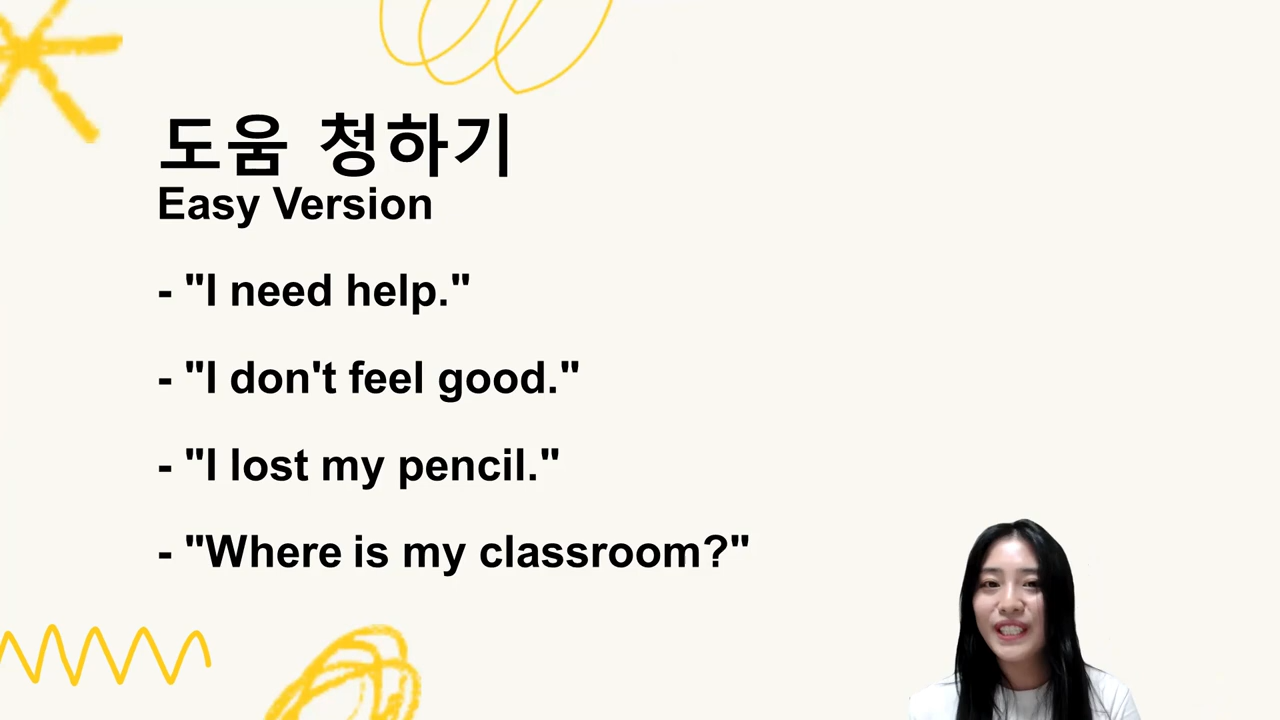 도움 청하기
Easy Version
- "I need help."
- "I don't feel good."
- "I lost my pencil."
- "Where is my classroom?"